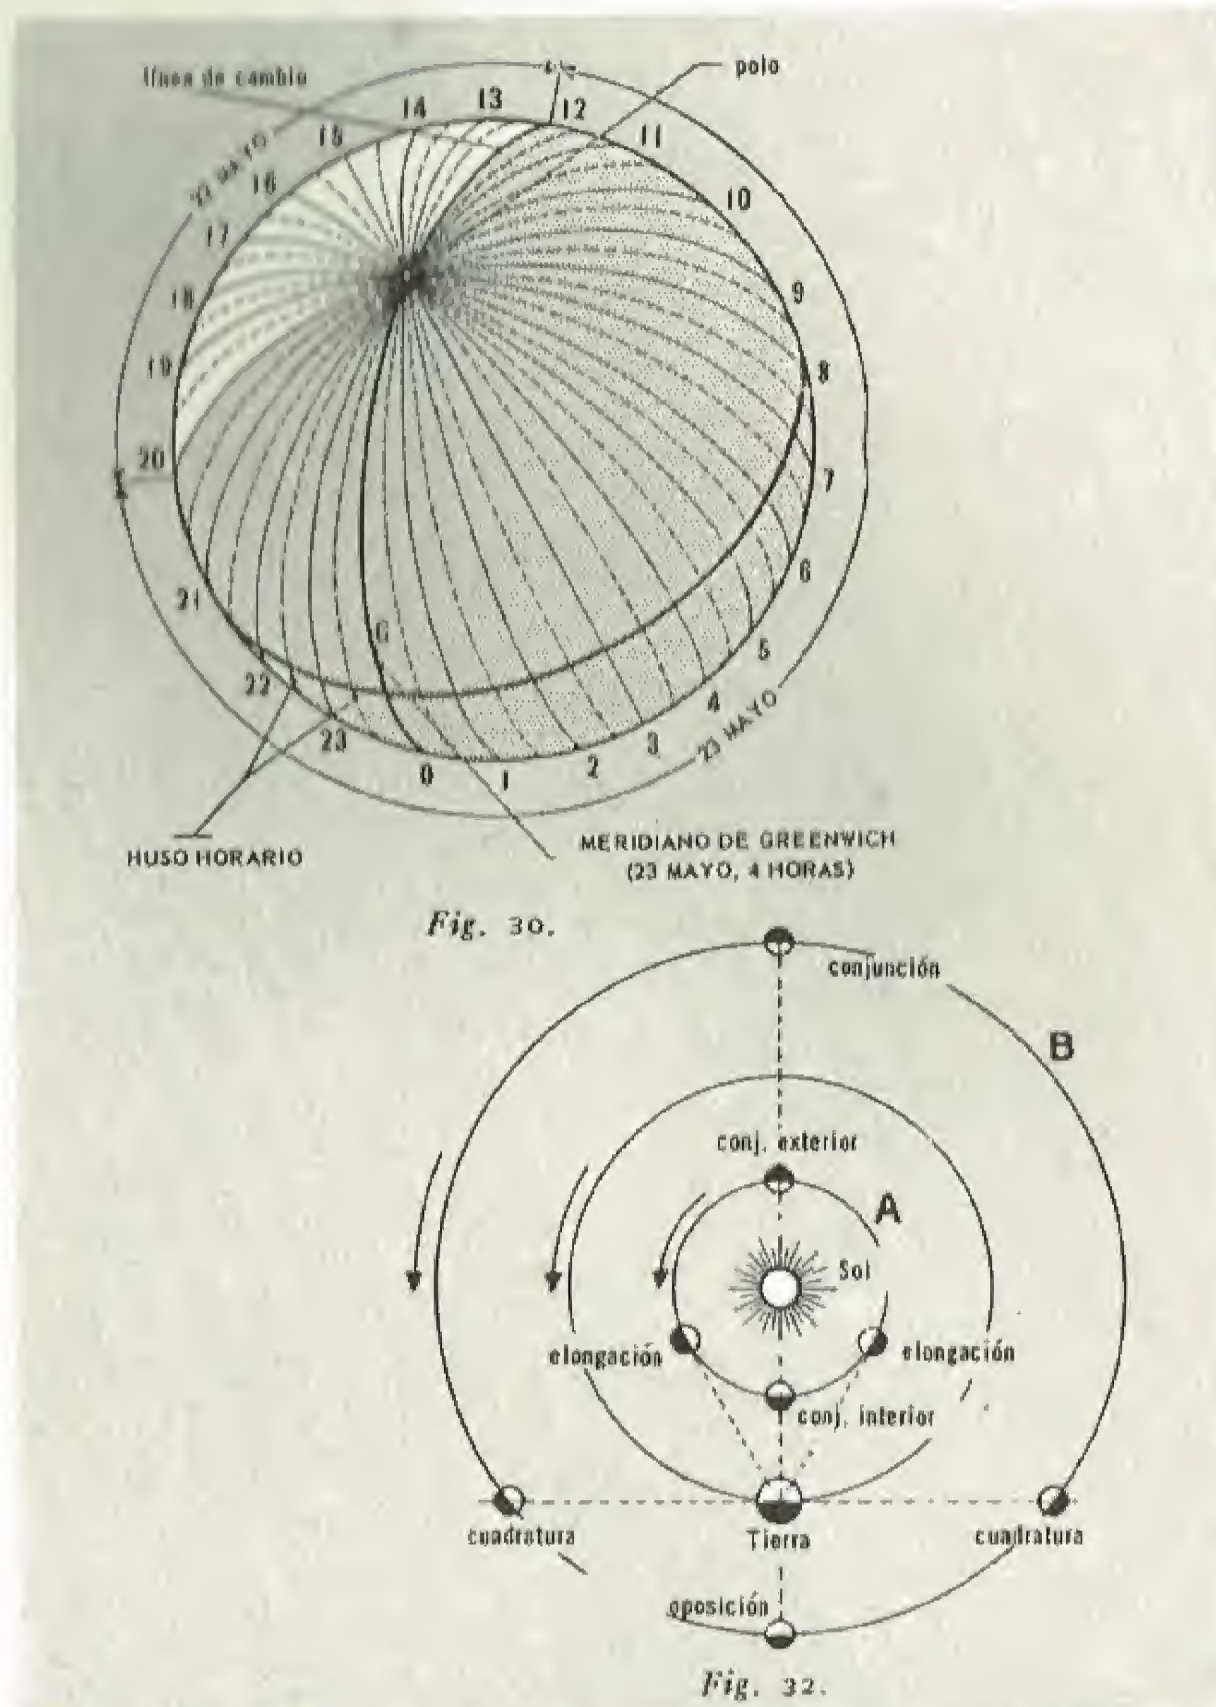 línea de cambio
polo
22 MAYO
12
13
14
15
16
17
18
19
20
21
22
23
0
1
2
3
4
5
6
7
8
9
10
11
G
23 MAYO
HUSO HORARIO
MERIDIANO DE GREENWICH
(23 MAYO, 4 HORAS)
Fig. 30.
conjunción
B
conj. exterior
A
Sol
elongación
elongación
conj. interior
cuadratura
Tierra
cuadratura
oposición
Fig. 32.